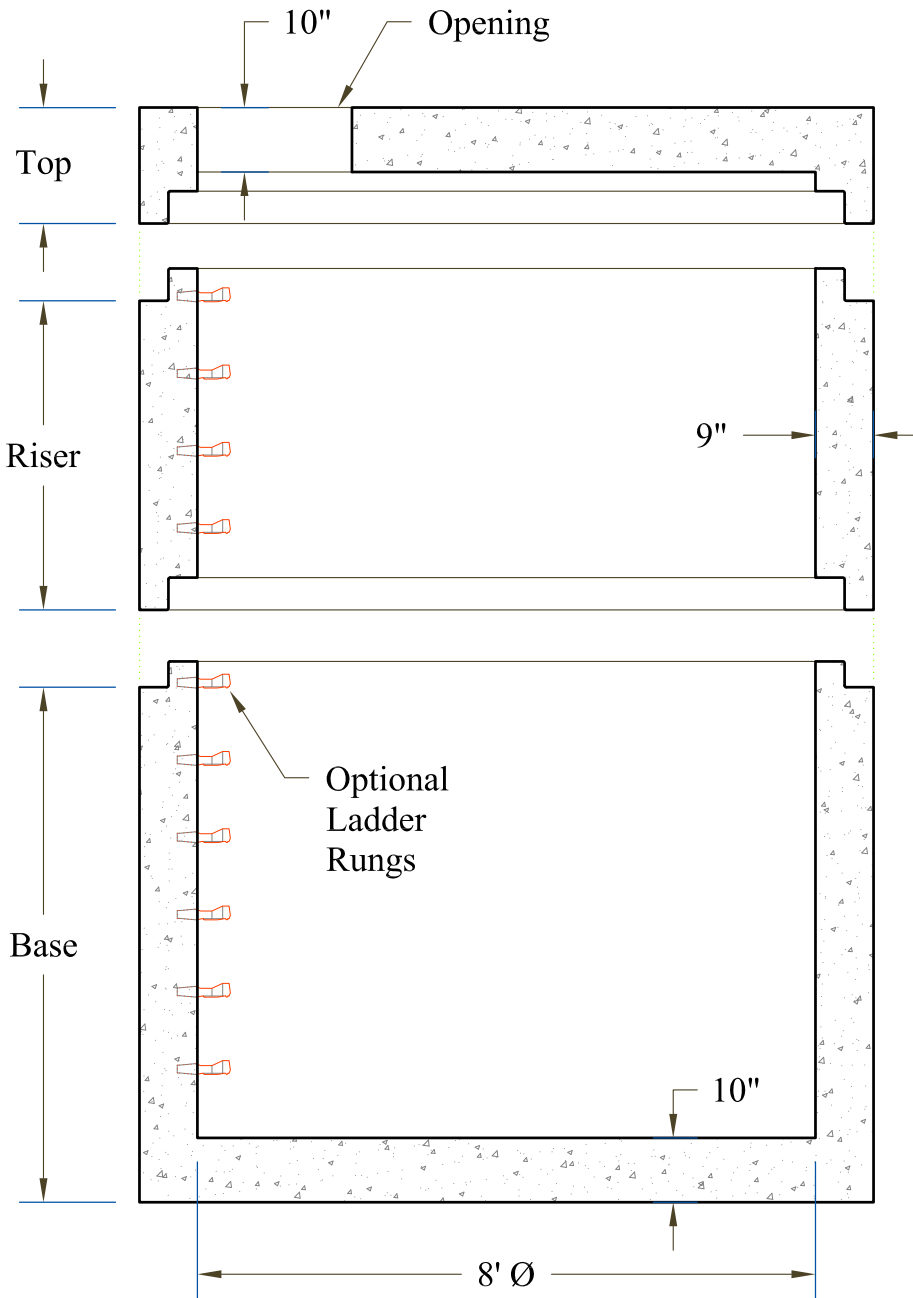 10" Opening
Top
Riser
9"
Optional
Ladder
Rungs
Base
10"
8' Ø